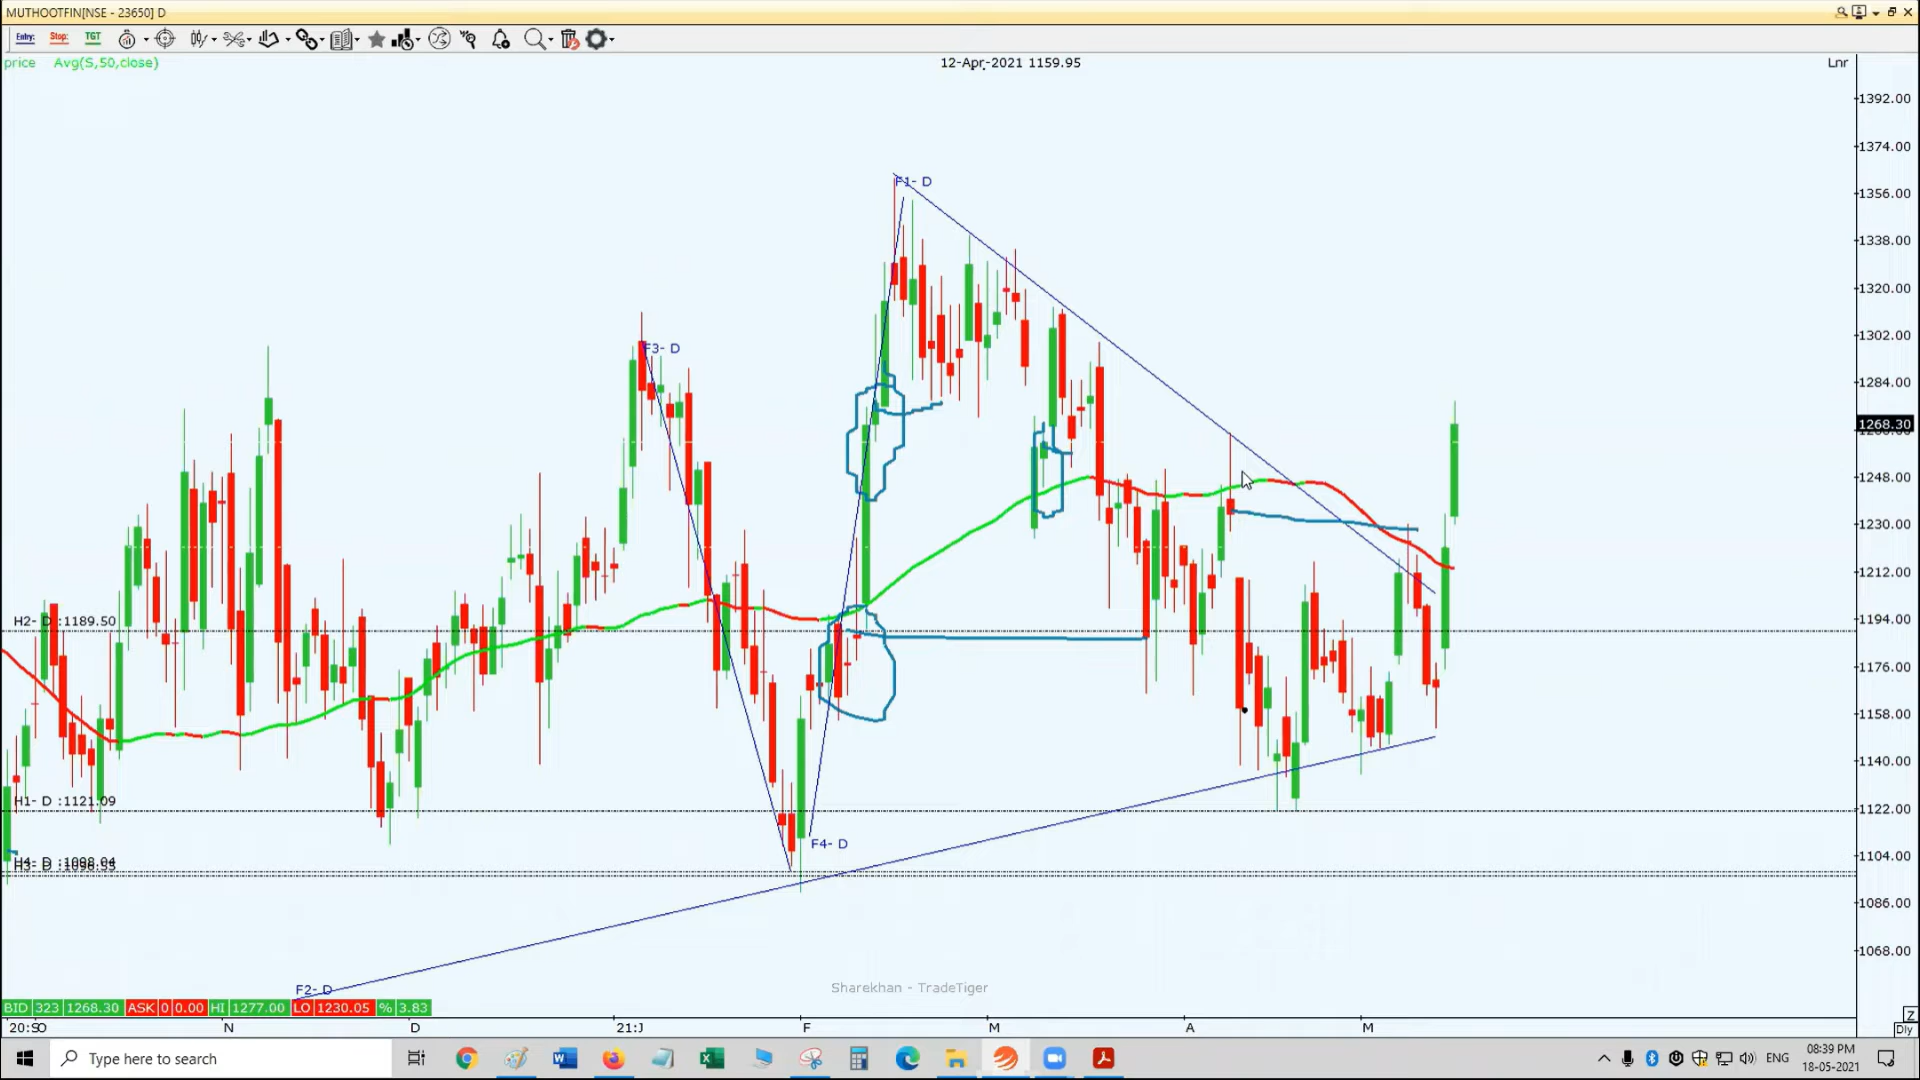 MUTHOOTFIN[NSE - 23650] D
Entry: Stop: TGT
price Avg(S,50,close)
12-Apr-2021 1159.95
Lnr
1392.00
1374.00
F1- D
1356.00
1338.00
1320.00
1302.00
F3- D
1284.00
1268.30
1248.00
1230.00
1212.00
H2- D :1189.50
1194.00
1176.00
1158.00
1140.00
H1- D :1121.09
1122.00
F4- D
1104.00
1086.00
1068.00
F2- D
Sharekhan - TradeTiger
BID 323 1268.30 ASK 0 0.00 HI 1277.00 LO 1230.05 % 3.83
Z
N D 21:J F M A M
Dly
Type here to search
ENG
08:39 PM
18-05-2021